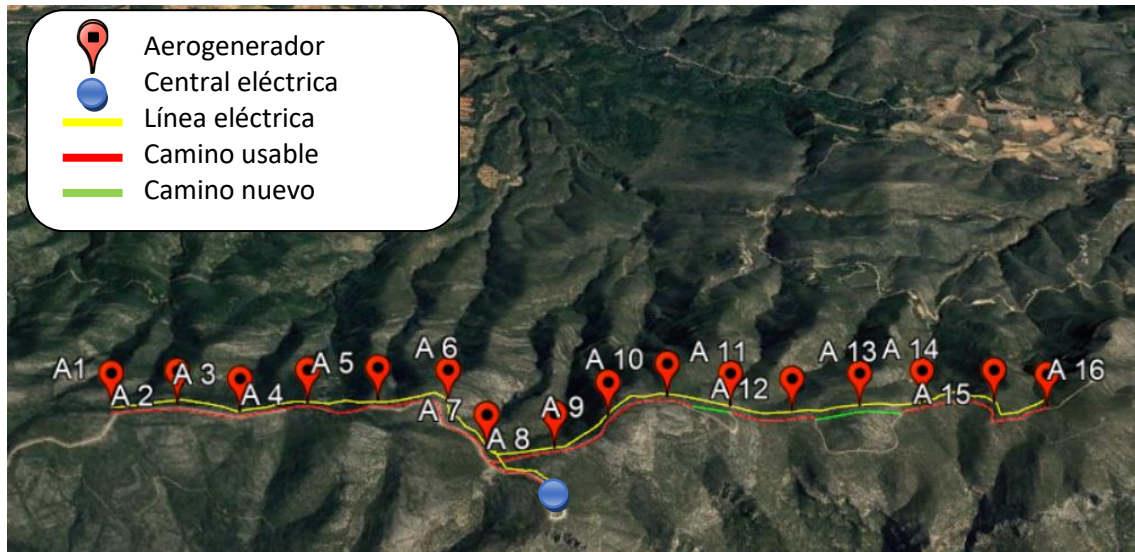 Aerogenerador
Central eléctrica
Línea eléctrica
Camino usable
Camino nuevo
A1
A 2
A 3
A 4
A 5
A 6
A 7
A 8
A 9
A 10
A 11
A 12
A 13
A 14
A 15
A 16